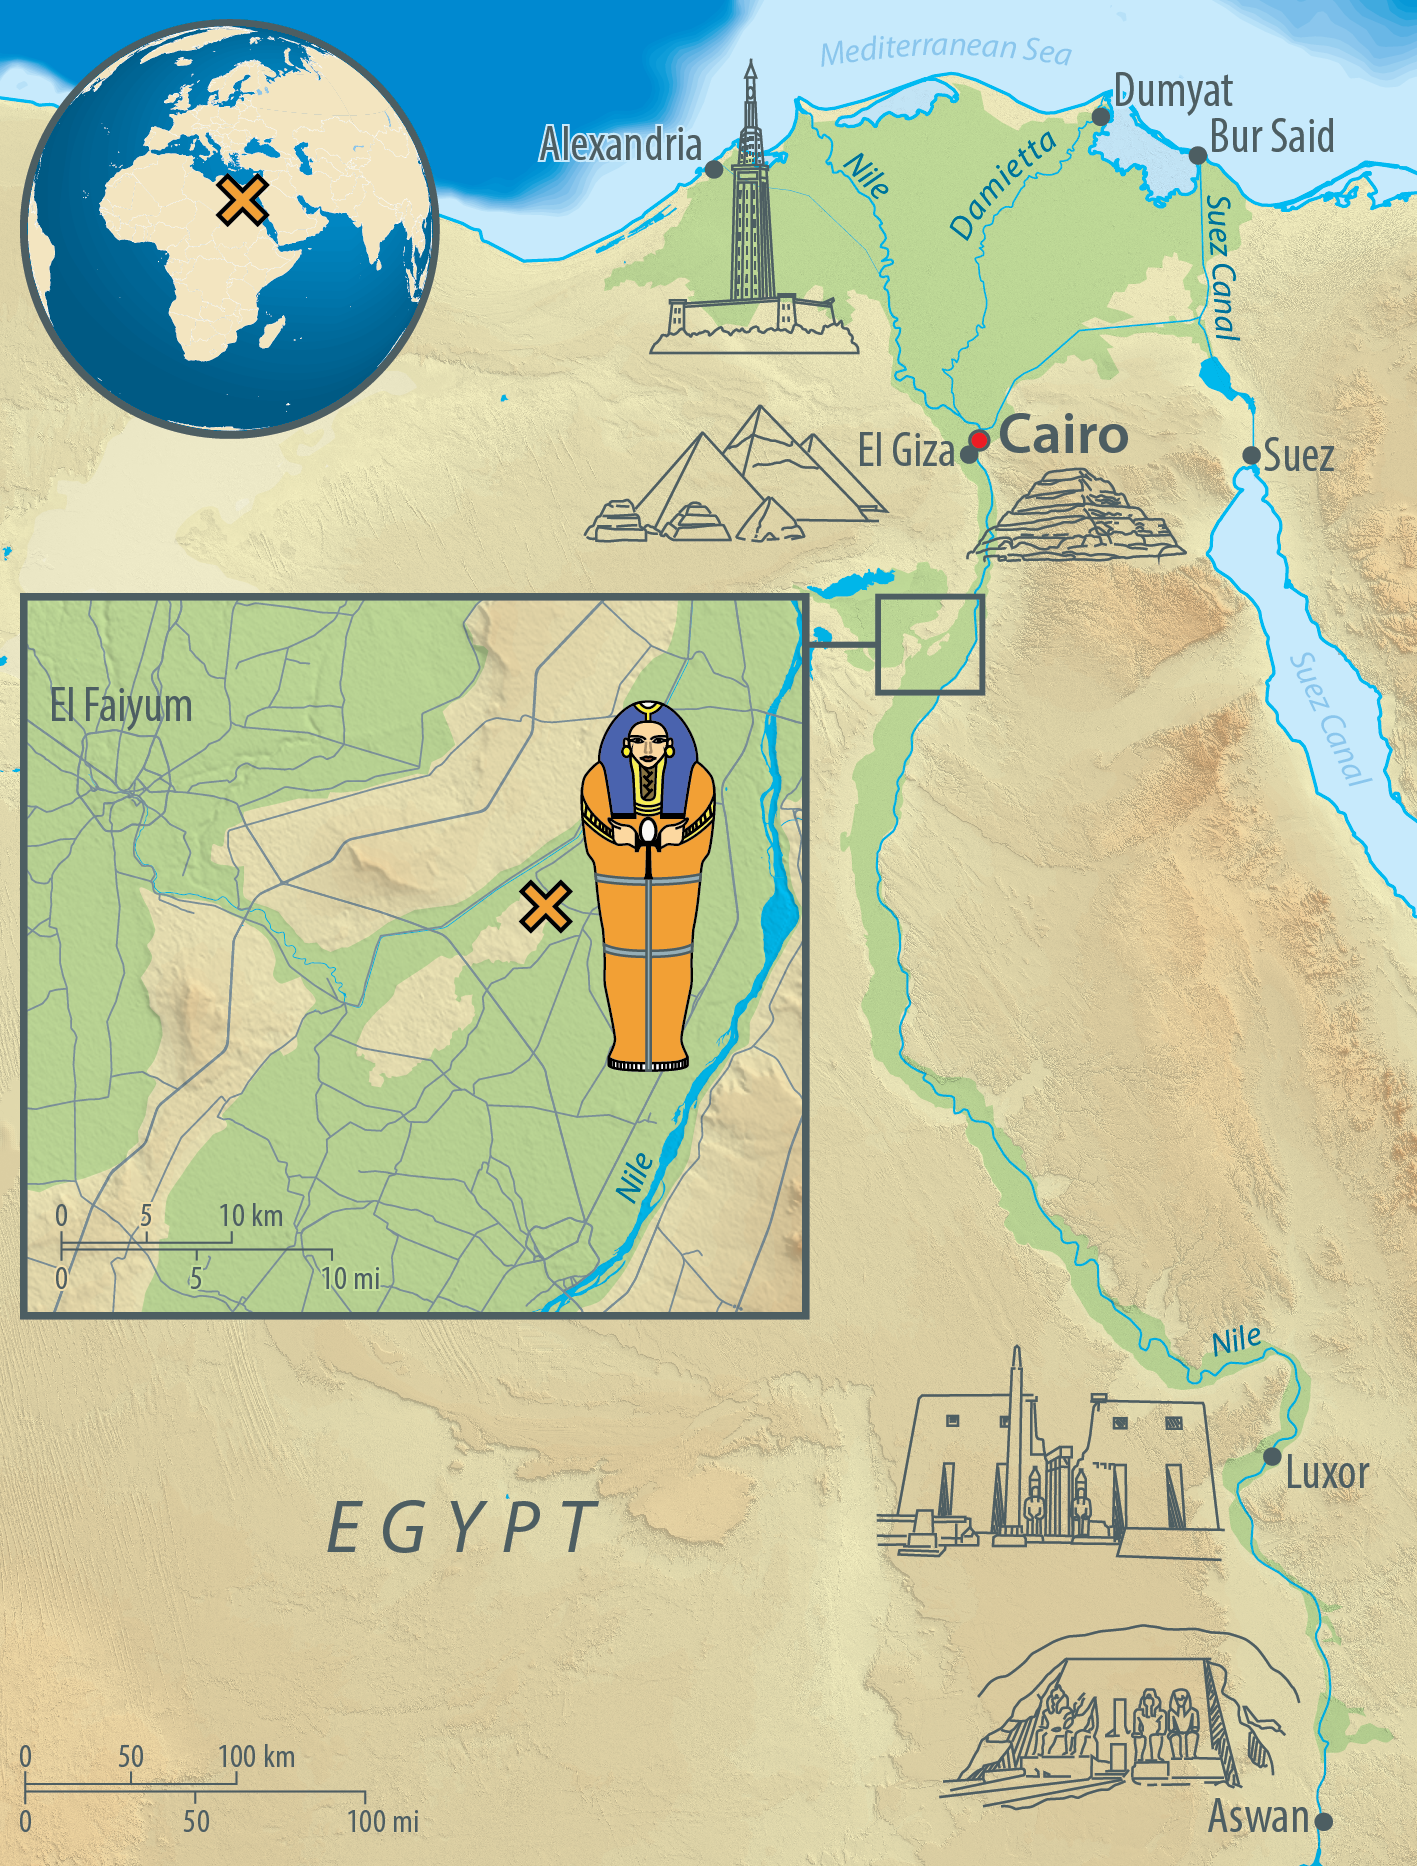 Mediterranean Sea
Dumyat
Alexandria
Bur Said
Nile
Damietta
Suez Canal
Cairo
El Giza
Suez
Suez Canal
El Faiyum
Nile
0 5 10 km
0 5 10 mi
Nile
Luxor
EGYPT
0 50 100 km
0 50 100 mi
Aswan